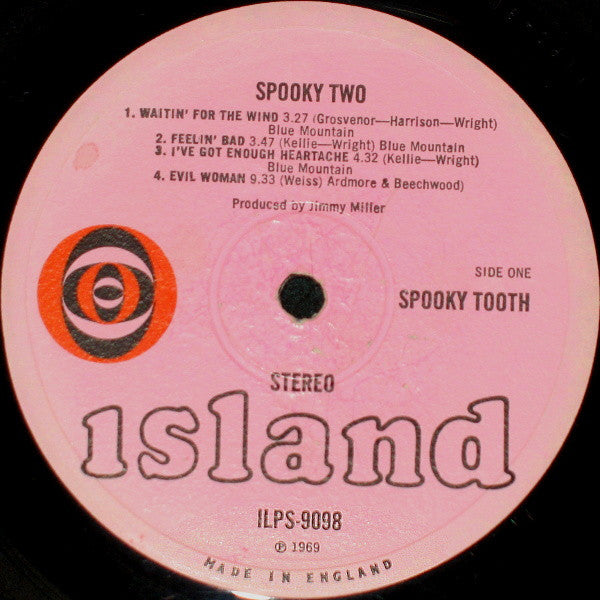 SPOOKY TWO
1. WAITIN' FOR THE WIND 3.27 (Grosvenor—Harrison—Wright)
Blue Mountain
2. FEELIN' BAD 3.47 (Kellie—Wright) Blue Mountain
3. I'VE GOT ENOUGH HEARTACHE 4.32 (Kellie—Wright)
Blue Mountain
4. EVIL WOMAN 9.33 (Weiss) Ardmore & Beechwood)
Produced by Jimmy Miller
SIDE ONE
SPOOKY TOOTH
STEREO
island
ILPS-9098
℗ 1969
MADE IN ENGLAND